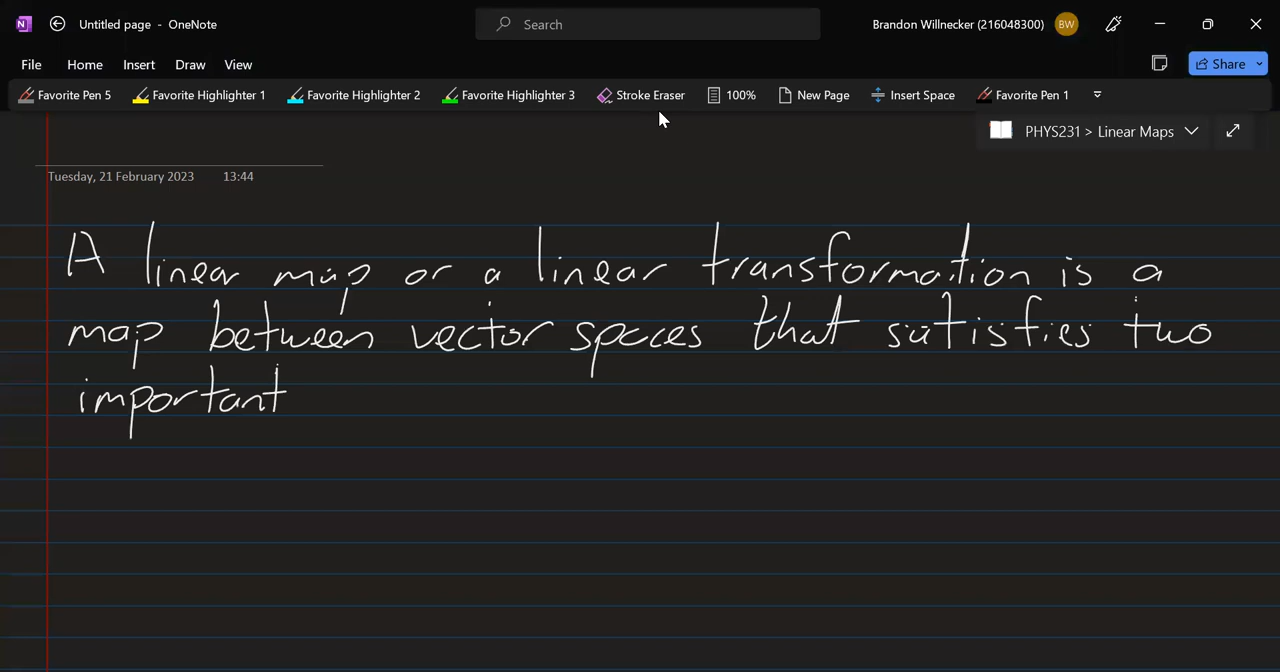 Untitled page - OneNote
Search
Brandon Willnecker (216048300) BW
File Home Insert Draw View
Share
Favorite Pen 5 Favorite Highlighter 1 Favorite Highlighter 2 Favorite Highlighter 3 Stroke Eraser 100% New Page Insert Space Favorite Pen 1
PHYS231 > Linear Maps
Tuesday, 21 February 2023 13:44
A linear map or a linear transformation is a
map between vector spaces that satisfies two
important